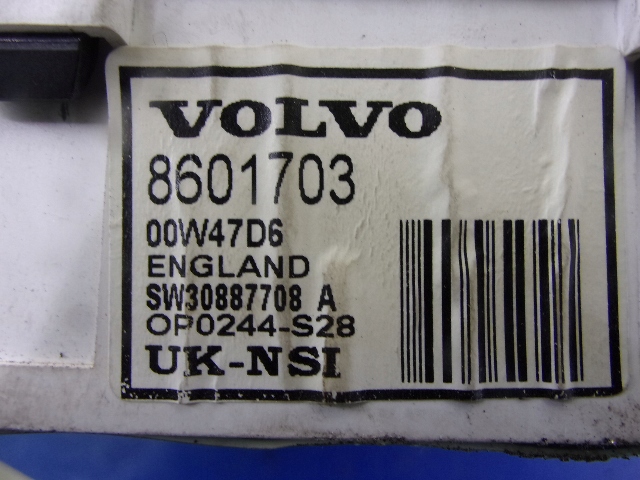 VOLVO
8601703
00W47D6
ENGLAND
SW30887708 A
OP0244-S28
UK-NSI